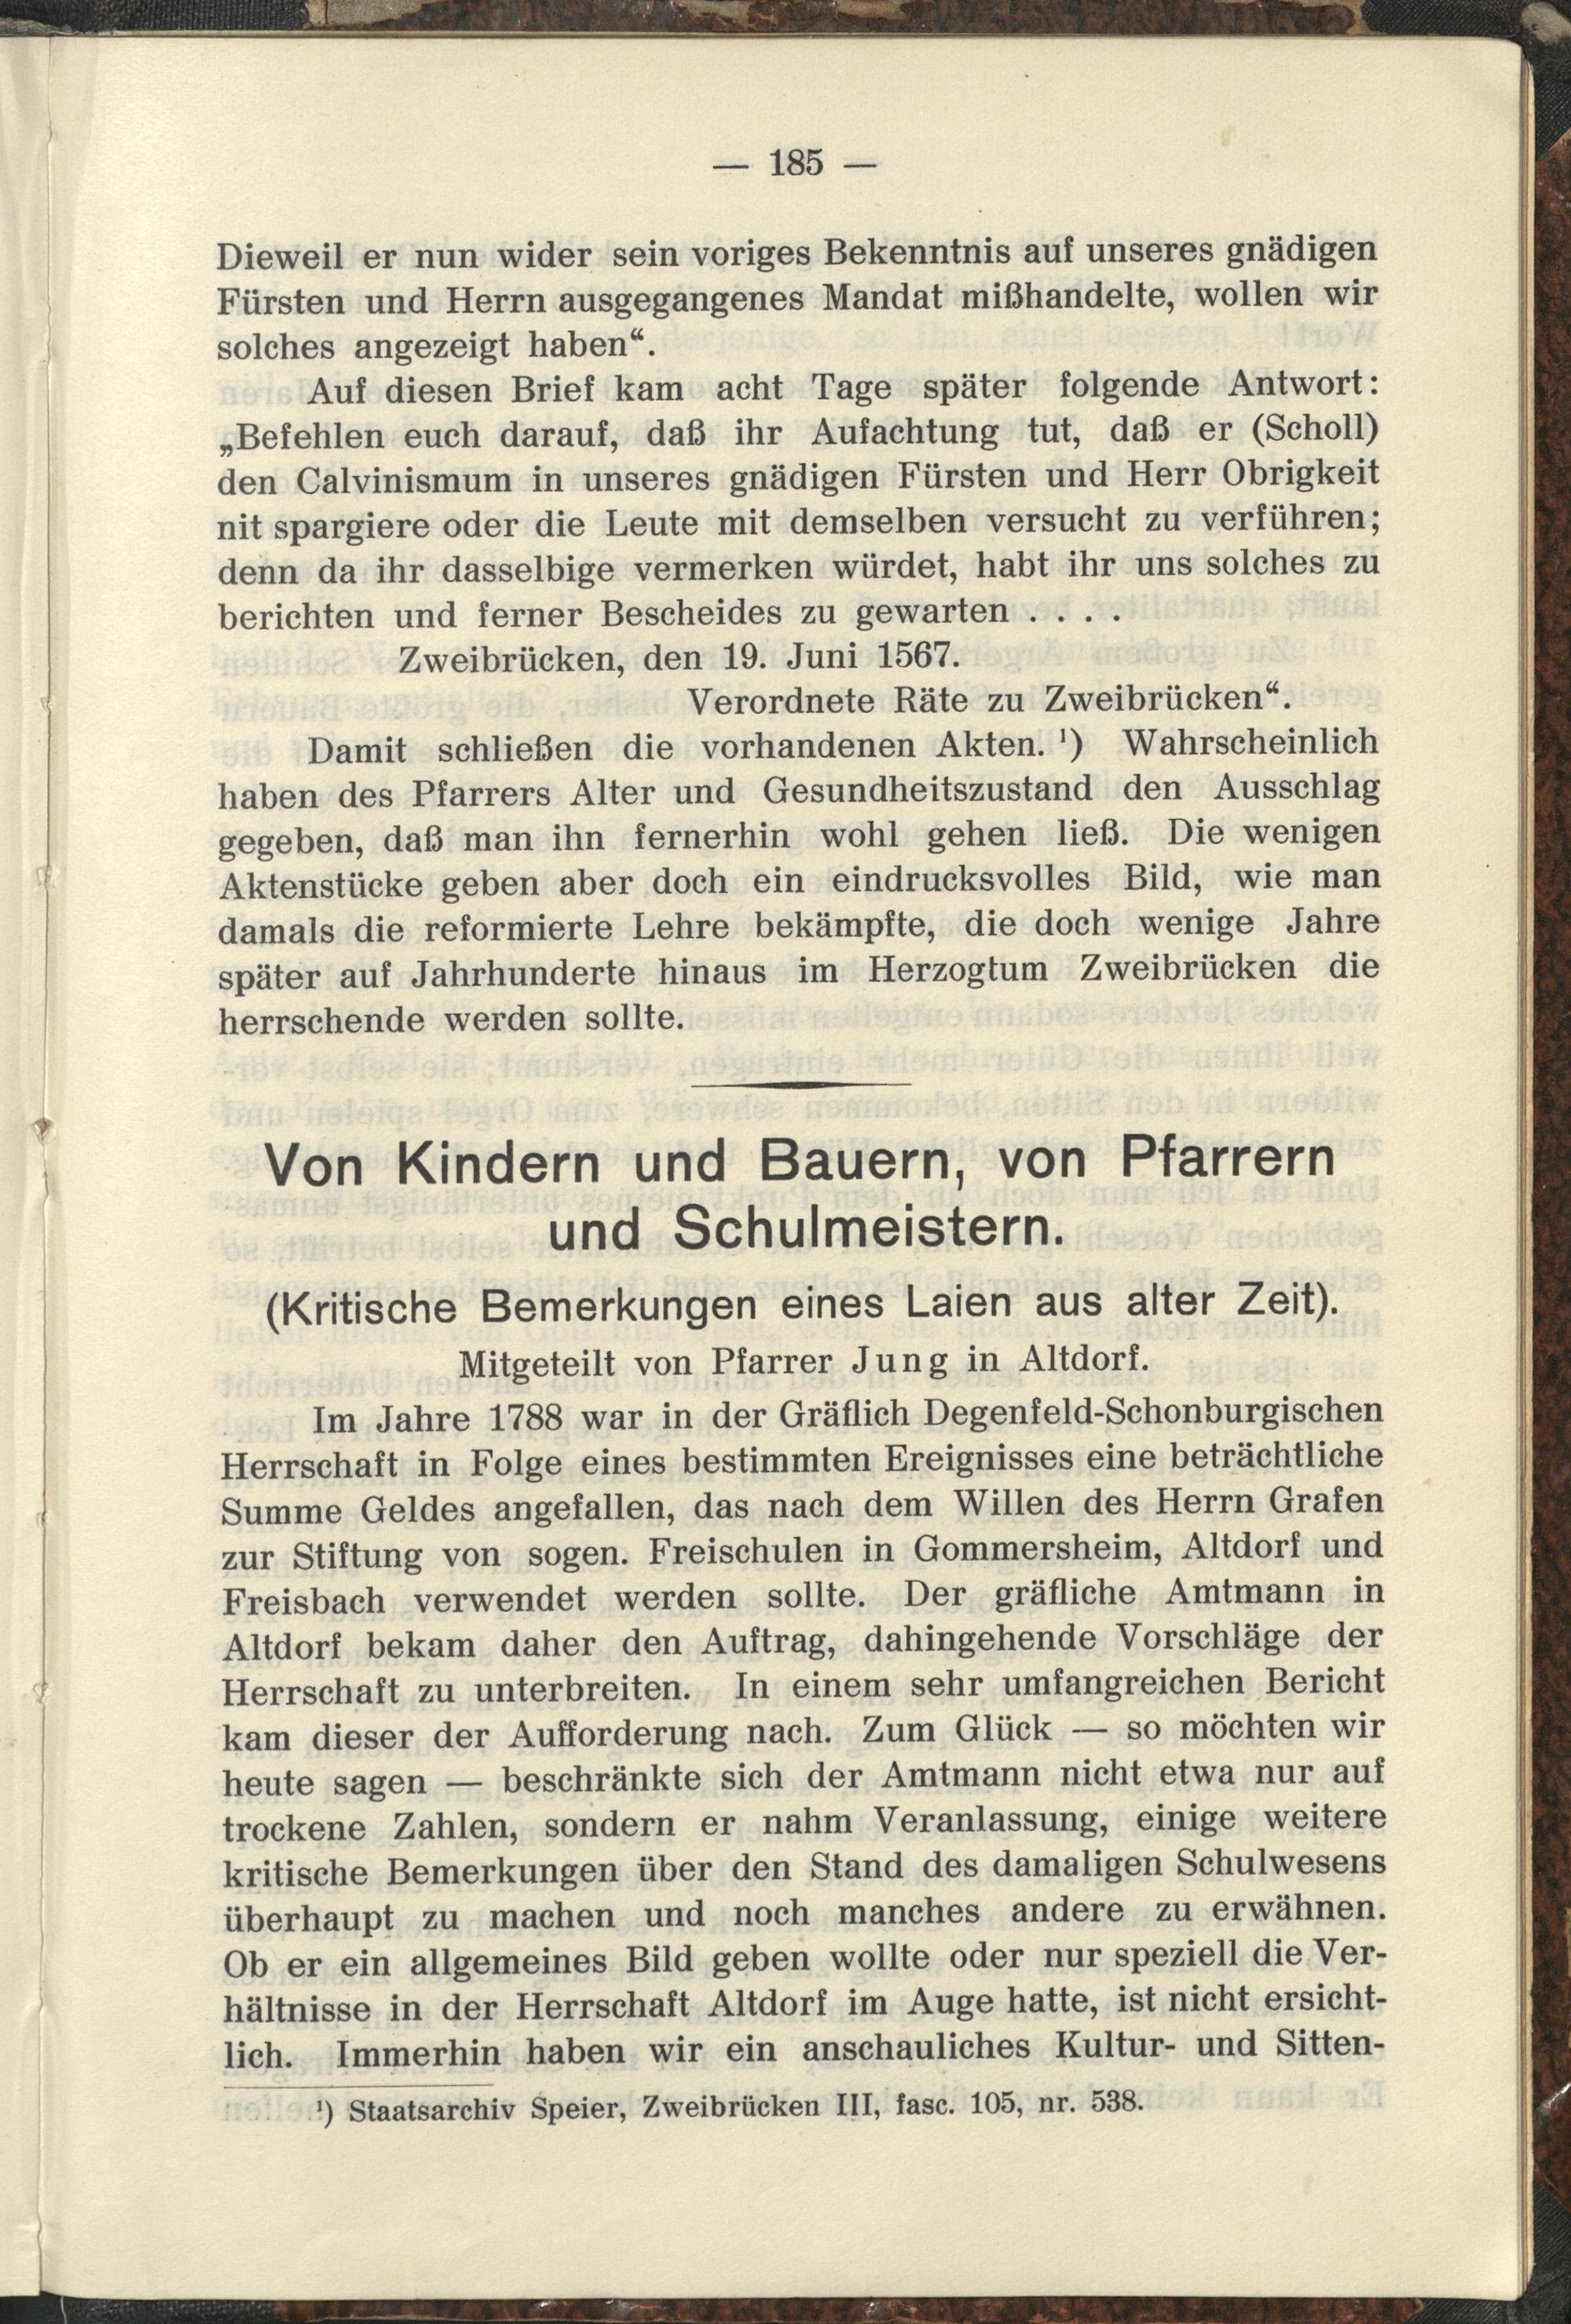 — 185 —
Dieweil er nun wider sein voriges Bekenntnis auf unseres gnädigen
Fürsten und Herrn ausgegangenes Mandat mißhandelte, wollen wir
solches angezeigt haben“.
Auf diesen Brief kam acht Tage später folgende Antwort:
„Befehlen euch darauf, daß ihr Aufachtung tut, daß er (Scholl)
den Calvinismum in unseres gnädigen Fürsten und Herr Obrigkeit
nit spargiere oder die Leute mit demselben versucht zu verführen;
denn da ihr dasselbige vermerken würdet, habt ihr uns solches zu
berichten und ferner Bescheides zu gewarten . . . .
Zweibrücken, den 19. Juni 1567.
Verordnete Räte zu Zweibrücken“.
Damit schließen die vorhandenen Akten. ¹) Wahrscheinlich
haben des Pfarrers Alter und Gesundheitszustand den Ausschlag
gegeben, daß man ihn fernerhin wohl gehen ließ. Die wenigen
Aktenstücke geben aber doch ein eindrucksvolles Bild, wie man
damals die reformierte Lehre bekämpfte, die doch wenige Jahre
später auf Jahrhunderte hinaus im Herzogtum Zweibrücken die
herrschende werden sollte.
Von Kindern und Bauern, von Pfarrern
und Schulmeistern.
(Kritische Bemerkungen eines Laien aus alter Zeit).
Mitgeteilt von Pfarrer Jung in Altdorf.
Im Jahre 1788 war in der Gräflich Degenfeld-Schonburgischen
Herrschaft in Folge eines bestimmten Ereignisses eine beträchtliche
Summe Geldes angefallen, das nach dem Willen des Herrn Grafen
zur Stiftung von sogen. Freischulen in Gommersheim, Altdorf und
Freisbach verwendet werden sollte. Der gräfliche Amtmann in
Altdorf bekam daher den Auftrag, dahingehende Vorschläge der
Herrschaft zu unterbreiten. In einem sehr umfangreichen Bericht
kam dieser der Aufforderung nach. Zum Glück — so möchten wir
heute sagen — beschränkte sich der Amtmann nicht etwa nur auf
trockene Zahlen, sondern er nahm Veranlassung, einige weitere
kritische Bemerkungen über den Stand des damaligen Schulwesens
überhaupt zu machen und noch manches andere zu erwähnen.
Ob er ein allgemeines Bild geben wollte oder nur speziell die Ver-
hältnisse in der Herrschaft Altdorf im Auge hatte, ist nicht ersicht-
lich. Immerhin haben wir ein anschauliches Kultur- und Sitten-
¹) Staatsarchiv Speier, Zweibrücken III, fasc. 105, nr. 538.